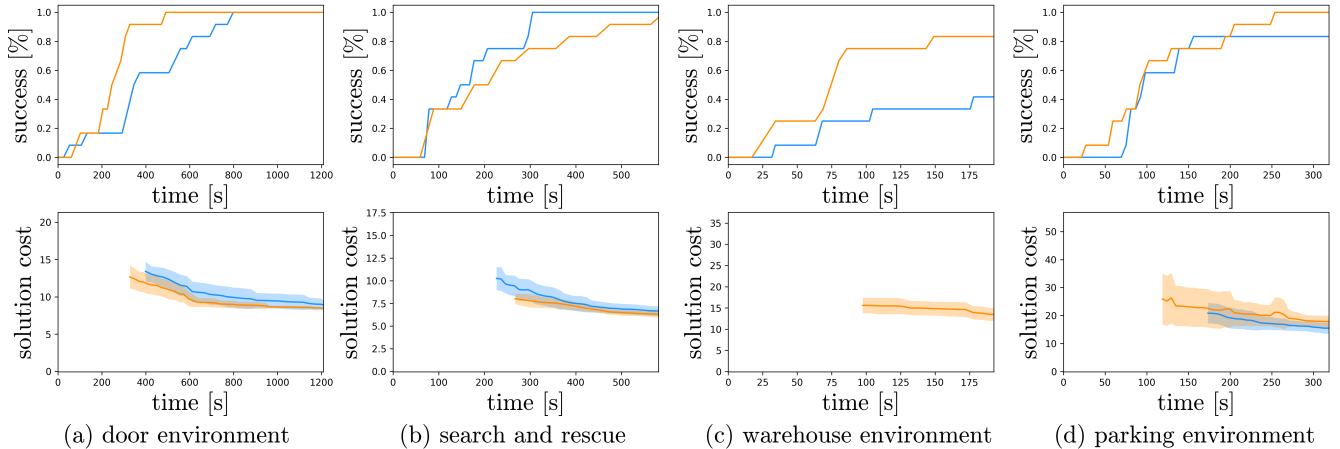 success [%]
1.0
0.8
0.6
0.4
0.2
0.0
0 200 400 600 800 1000 1200
time [s]
success [%]
1.0
0.8
0.6
0.4
0.2
0.0
0 100 200 300 400 500
time [s]
success [%]
1.0
0.8
0.6
0.4
0.2
0.0
0 25 50 75 100 125 150 175
time [s]
success [%]
1.0
0.8
0.6
0.4
0.2
0.0
0 50 100 150 200 250 300
time [s]
solution cost
20
15
10
5
0
0 200 400 600 800 1000 1200
time [s]
solution cost
17.5
15.0
12.5
10.0
7.5
5.0
2.5
0.0
0 100 200 300 400 500
time [s]
solution cost
35
30
25
20
15
10
5
0
0 25 50 75 100 125 150 175
time [s]
solution cost
50
40
30
20
10
0
0 50 100 150 200 250 300
time [s]
(a) door environment
(b) search and rescue
(c) warehouse environment
(d) parking environment